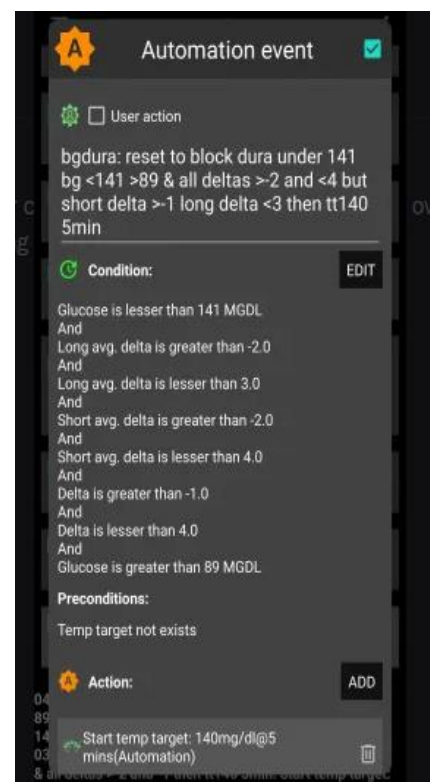 Automation event
User action
bgdura: reset to block dura under 141
bg <141 >89 & all deltas >-2 and <4 but
short delta >-1 long delta <3 then tt140
5min
Condition:
EDIT
Glucose is lesser than 141 MGDL
And
Long avg. delta is greater than -2.0
And
Long avg. delta is lesser than 3.0
And
Short avg. delta is greater than -2.0
And
Short avg. delta is lesser than 4.0
And
Delta is greater than -1.0
And
Delta is lesser than 4.0
And
Glucose is greater than 89 MGDL
Preconditions:
Temp target not exists
Action:
ADD
Start temp target: 140mg/dl@5
mins(Automation)